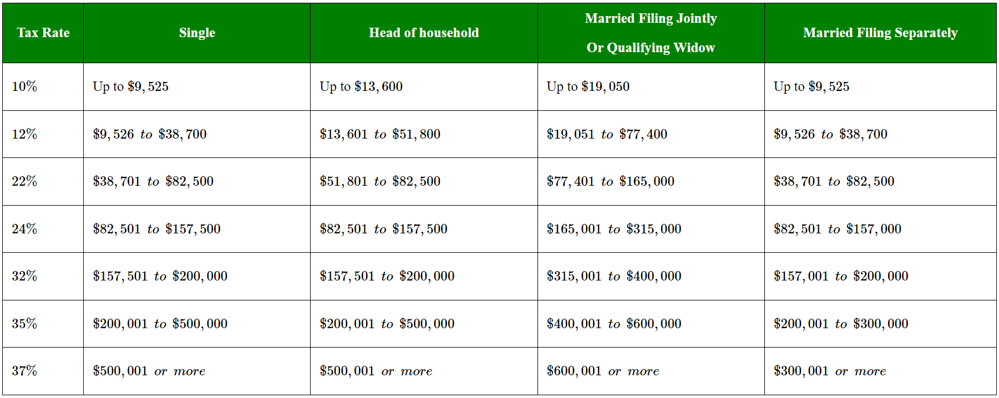 Tax Rate Single Head of household Married Filing Jointly Or Qualifying Widow Married Filing Separately
10% Up to $9, 525 Up to $13, 600 Up to $19, 050 Up to $9, 525
12% $9, 526 to $38, 700 $13, 601 to $51, 800 $19, 051 to $77, 400 $9, 526 to $38, 700
22% $38, 701 to $82, 500 $51, 801 to $82, 500 $77, 401 to $165, 000 $38, 701 to $82, 500
24% $82, 501 to $157, 500 $82, 501 to $157, 500 $165, 001 to $315, 000 $82, 501 to $157, 000
32% $157, 501 to $200, 000 $157, 501 to $200, 000 $315, 001 to $400, 000 $157, 001 to $200, 000
35% $200, 001 to $500, 000 $200, 001 to $500, 000 $400, 001 to $600, 000 $200, 001 to $300, 000
37% $500, 001 or more $500, 001 or more $600, 001 or more $300, 001 or more